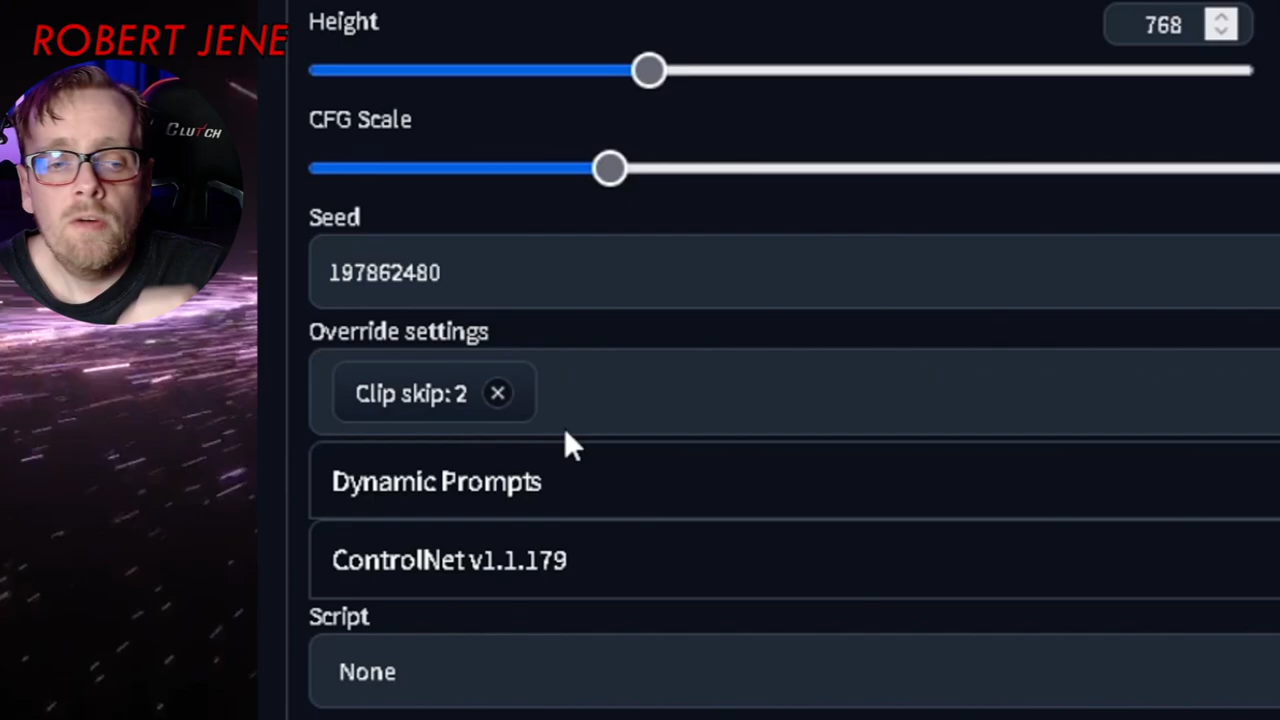 ROBERT JENE
CLUTCH
Height
768
CFG Scale
Seed
197862480
Override settings
Clip skip: 2 ×
Dynamic Prompts
ControlNet v1.1.179
Script
None